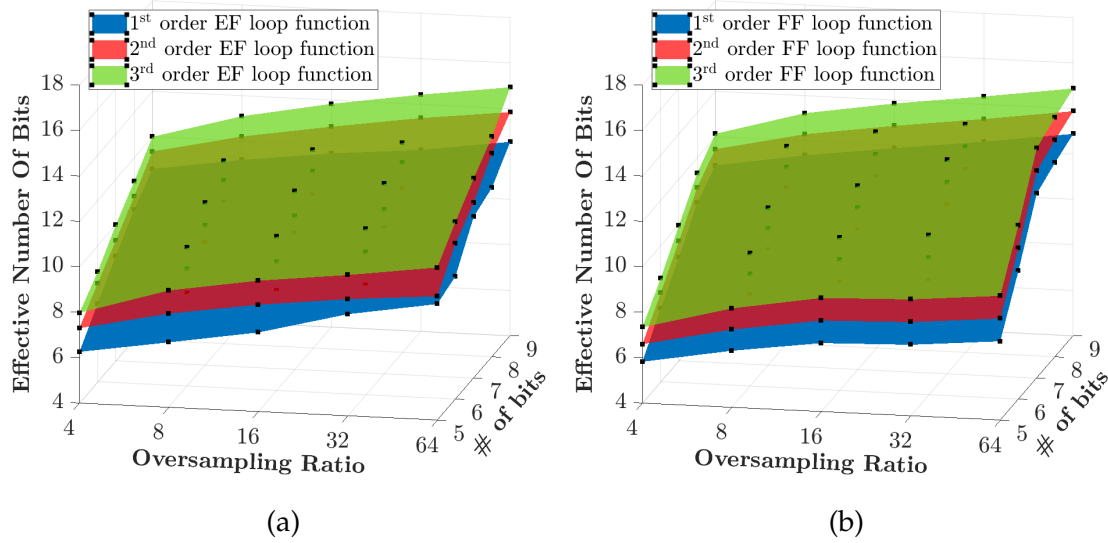 1st order EF loop function
2nd order EF loop function
3rd order EF loop function
Effective Number Of Bits
18
16
14
12
10
8
6
4
4
8
16
32
64
Oversampling Ratio
5
6
7
8
9
# of bits
(a)
1st order FF loop function
2nd order FF loop function
3rd order FF loop function
Effective Number Of Bits
18
16
14
12
10
8
6
4
4
8
16
32
64
Oversampling Ratio
5
6
7
8
9
# of bits
(b)